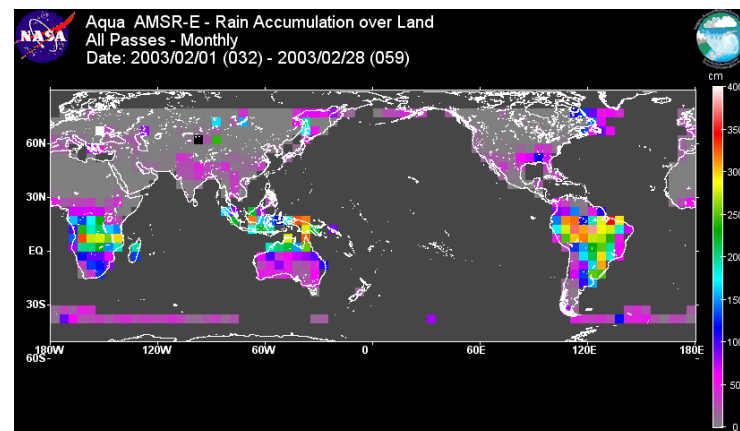 NASA
Aqua AMSR-E - Rain Accumulation over Land
All Passes - Monthly
Date: 2003/02/01 (032) - 2003/02/28 (059)
cm
400
350
60N
300
30N
250
200
EQ
150
30S
100
60S
180W 120W 60W 0 60E 120E 180E
50
0